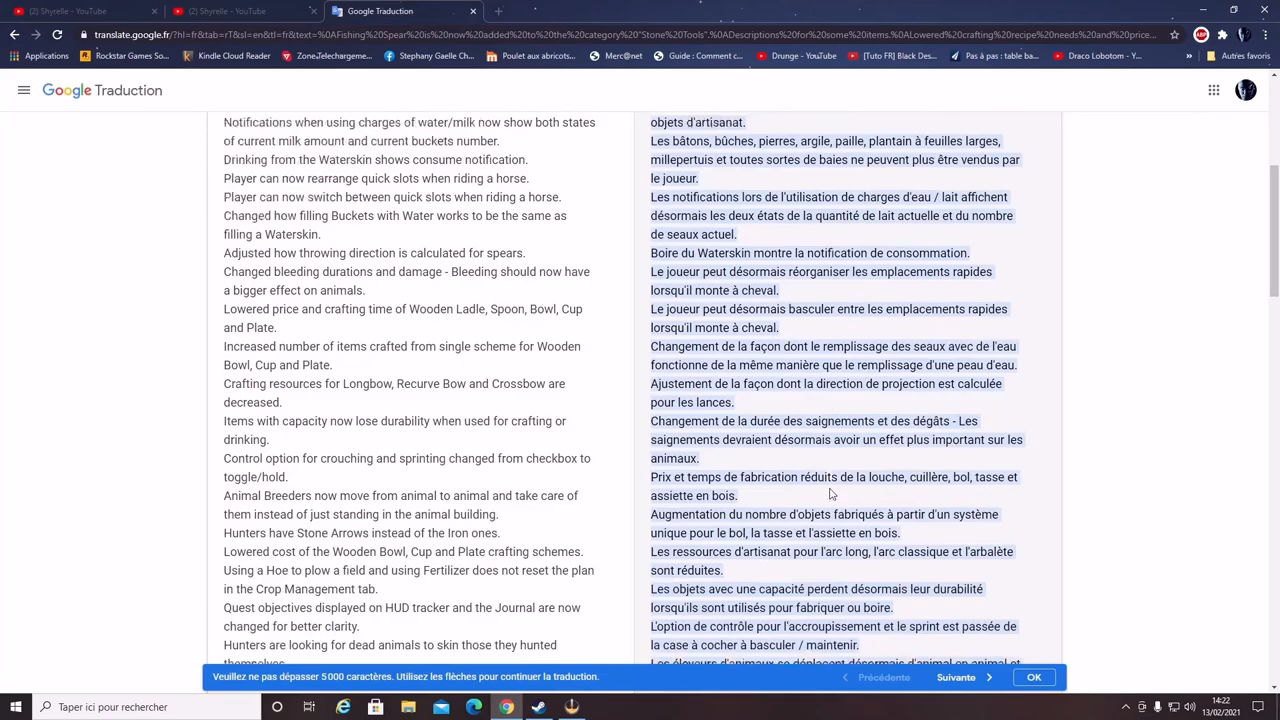 (2) Shyrelle - YouTube
(2) Shyrelle - YouTube
Google Traduction
translate.google.fr/?hl=fr&tab=rT&sl=en&tl=fr&text=%0AFishing%20Spear%20is%20now%20added%20to%20the%20category%20"Stone%20Tools".%0ADescriptions%20for%20some%20items.%0ALowered%20crafting%20recipe%20needs%20and%20price...
Applications
Rockstar Games So...
Kindle Cloud Reader
Zone Telechargeme...
Stephany Gaelle Ch...
Poulet aux abricots...
Merc@net
Guide : Comment c...
Drunge - YouTube
[Tuto FR] Black Des...
Pas à pas : table ba...
Draco Lobotom - Y...
»
Autres favoris
Google Traduction
Notifications when using charges of water/milk now show both states
of current milk amount and current buckets number.
Drinking from the Waterskin shows consume notification.
Player can now rearrange quick slots when riding a horse.
Player can now switch between quick slots when riding a horse.
Changed how filling Buckets with Water works to be the same as
filling a Waterskin.
Adjusted how throwing direction is calculated for spears.
Changed bleeding durations and damage - Bleeding should now have
a bigger effect on animals.
Lowered price and crafting time of Wooden Ladle, Spoon, Bowl, Cup
and Plate.
Increased number of items crafted from single scheme for Wooden
Bowl, Cup and Plate.
Crafting resources for Longbow, Recurve Bow and Crossbow are
decreased.
Items with capacity now lose durability when used for crafting or
drinking.
Control option for crouching and sprinting changed from checkbox to
toggle/hold.
Animal Breeders now move from animal to animal and take care of
them instead of just standing in the animal building.
Hunters have Stone Arrows instead of the Iron ones.
Lowered cost of the Wooden Bowl, Cup and Plate crafting schemes.
Using a Hoe to plow a field and using Fertilizer does not reset the plan
in the Crop Management tab.
Quest objectives displayed on HUD tracker and the Journal are now
changed for better clarity.
Hunters are looking for dead animals to skin those they hunted
themselves.
objets d'artisanat.
Les bâtons, bûches, pierres, argile, paille, plantain à feuilles larges,
millepertuis et toutes sortes de baies ne peuvent plus être vendus par
le joueur.
Les notifications lors de l'utilisation de charges d'eau / lait affichent
désormais les deux états de la quantité de lait actuelle et du nombre
de seaux actuel.
Boire du Waterskin montre la notification de consommation.
Le joueur peut désormais réorganiser les emplacements rapides
lorsqu'il monte à cheval.
Le joueur peut désormais basculer entre les emplacements rapides
lorsqu'il monte à cheval.
Changement de la façon dont le remplissage des seaux avec de l'eau
fonctionne de la même manière que le remplissage d'une peau d'eau.
Ajustement de la façon dont la direction de projection est calculée
pour les lances.
Changement de la durée des saignements et des dégâts - Les
saignements devraient désormais avoir un effet plus important sur les
animaux.
Prix et temps de fabrication réduits de la louche, cuillère, bol, tasse et
assiette en bois.
Augmentation du nombre d'objets fabriqués à partir d'un système
unique pour le bol, la tasse et l'assiette en bois.
Les ressources d'artisanat pour l'arc long, l'arc classique et l'arbalète
sont réduites.
Les objets avec une capacité perdent désormais leur durabilité
lorsqu'ils sont utilisés pour fabriquer ou boire.
L'option de contrôle pour l'accroupissement et le sprint est passée de
la case à cocher à basculer / maintenir.
Les éleveurs d'animaux se déplacent désormais d'animal en animal et
Veuillez ne pas dépasser 5 000 caractères. Utilisez les flèches pour continuer la traduction.
Précédente
Suivante
OK
Taper ici pour rechercher
14:22
13/02/2021